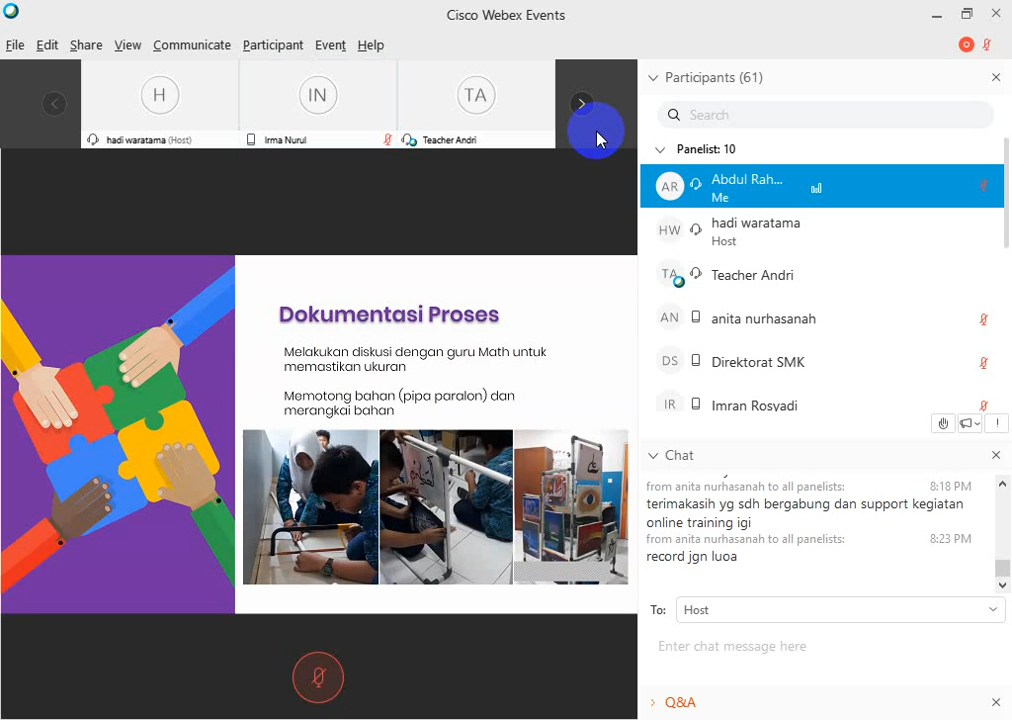 Cisco Webex Events
File Edit Share View Communicate Participant Event Help
H
IN
TA
hadi waratama (Host)
Irma Nurul
Teacher Andri
Participants (61)
Search
Panelist: 10
AR Abdul Rah...
Me
HW hadi waratama
Host
TA Teacher Andri
AN anita nurhasanah
DS Direktorat SMK
IR Imran Rosyadi
Dokumentasi Proses
Melakukan diskusi dengan guru Math untuk
memastikan ukuran
Memotong bahan (pipa paralon) dan
merangkai bahan
Chat
from anita nurhasanah to all panelists: 8:18 PM
terimakasih yg sdh bergabung dan support kegiatan
online training igi
from anita nurhasanah to all panelists: 8:23 PM
record jgn luoa
To: Host
Enter chat message here
Q&A